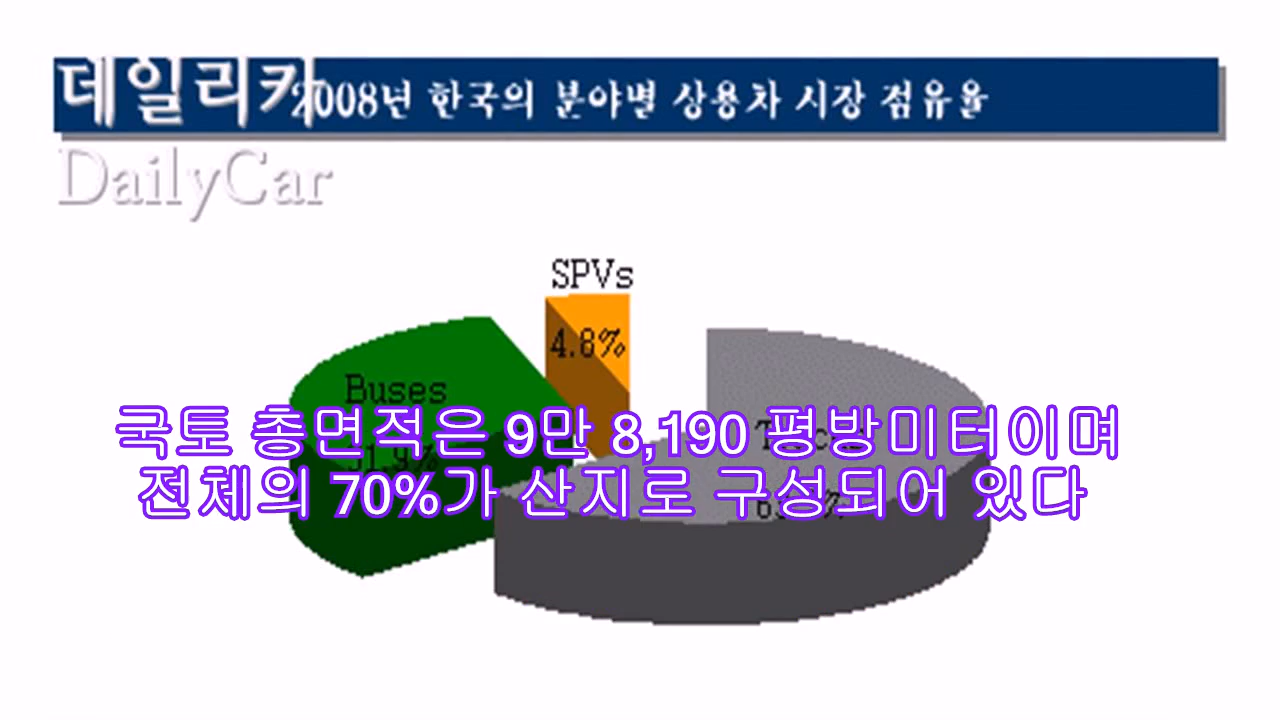 데일리카
2008년 한국의 분야별 상용차 시장 점유율
DailyCar
SPVs
4.8%
Buses
국토 총면적은 9만 8,190 평방미터이며
전체의 70%가 산지로 구성되어 있다